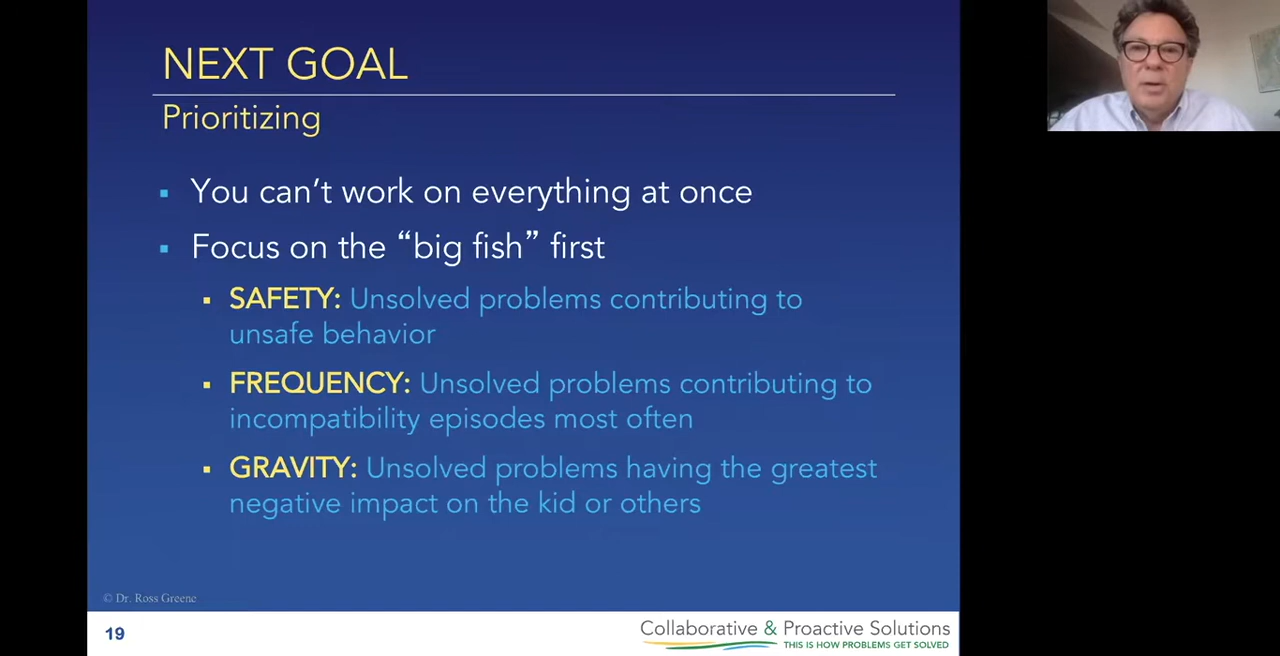 NEXT GOAL
Prioritizing
▪ You can’t work on everything at once
▪ Focus on the “big fish” first
▪ SAFETY: Unsolved problems contributing to
unsafe behavior
▪ FREQUENCY: Unsolved problems contributing to
incompatibility episodes most often
▪ GRAVITY: Unsolved problems having the greatest
negative impact on the kid or others
© Dr. Ross Greene
19
Collaborative & Proactive Solutions
THIS IS HOW PROBLEMS GET SOLVED